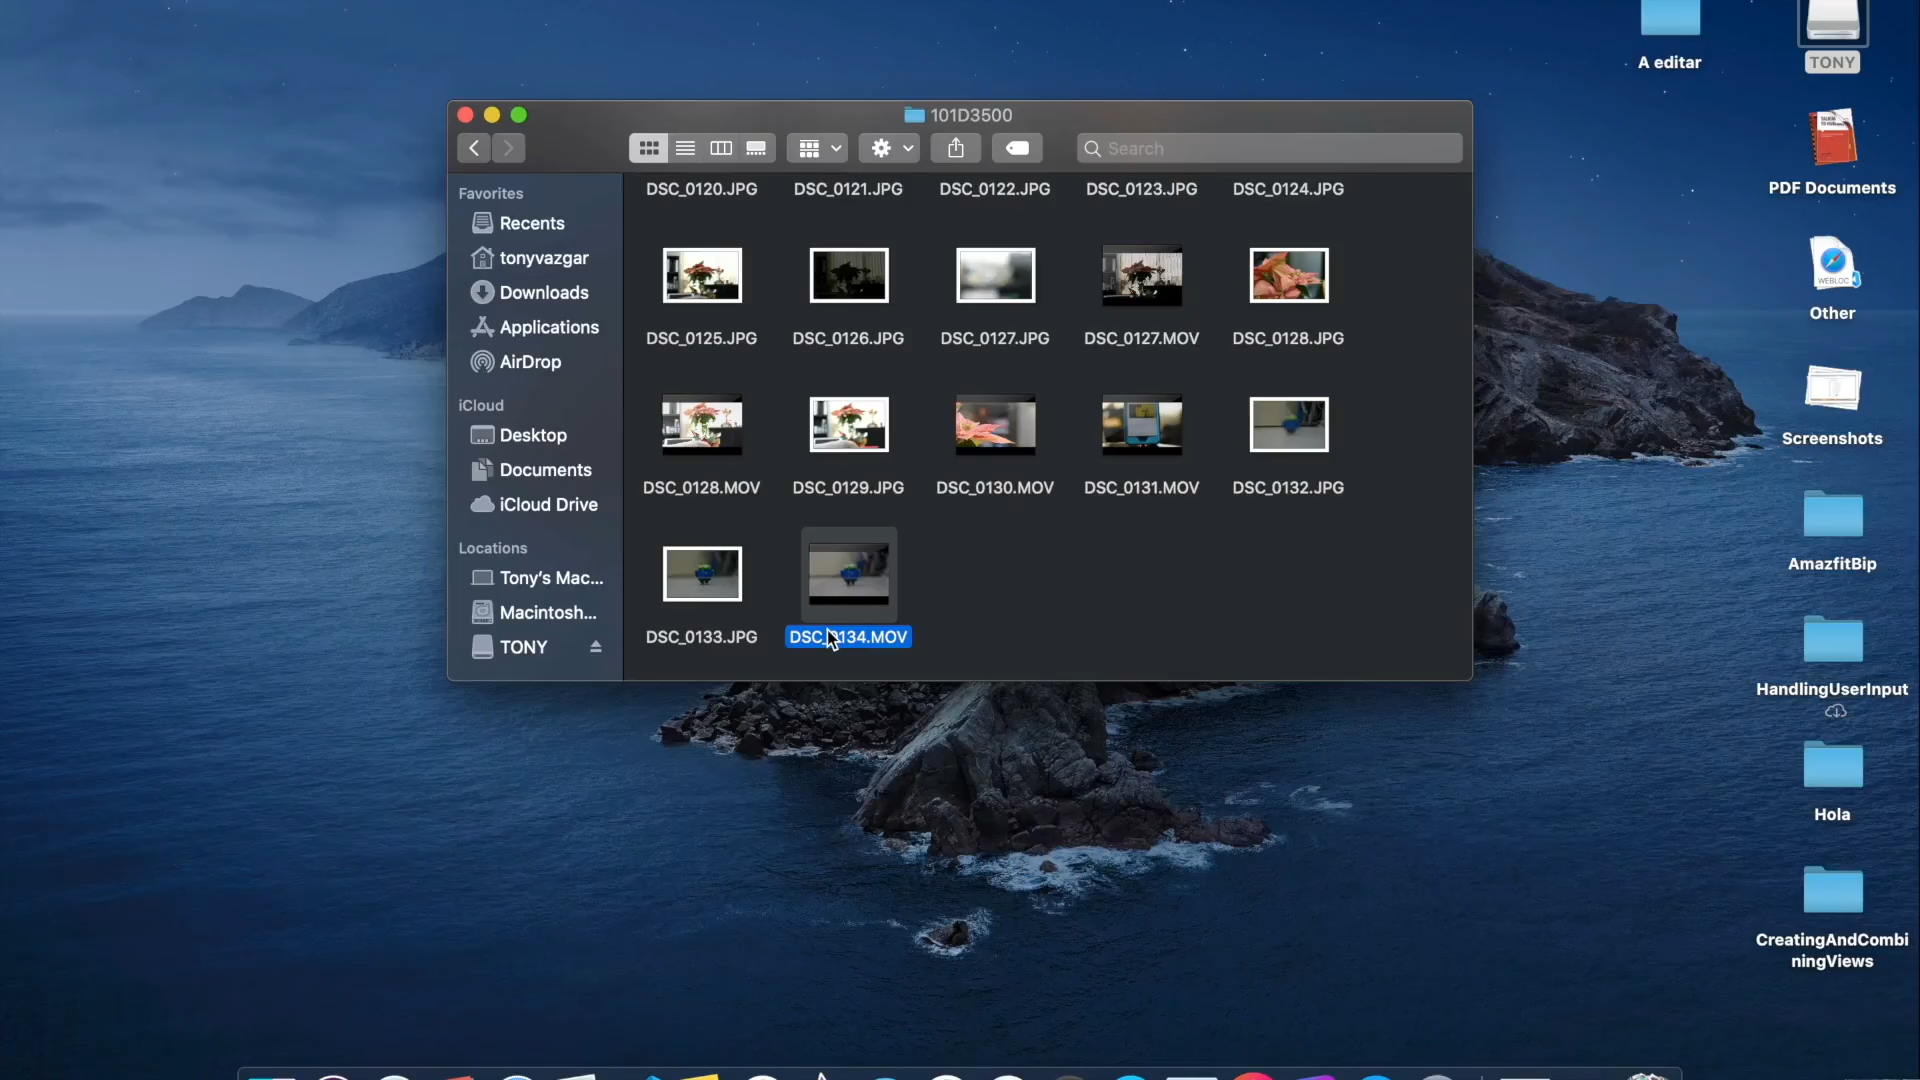 A editar
TONY
101D3500
Search
Favorites
Recents
tonyvazgar
Downloads
Applications
AirDrop
iCloud
Desktop
Documents
iCloud Drive
Locations
Tony's Mac...
Macintosh...
TONY
DSC_0120.JPG DSC_0121.JPG DSC_0122.JPG DSC_0123.JPG DSC_0124.JPG
DSC_0125.JPG DSC_0126.JPG DSC_0127.JPG DSC_0127.MOV DSC_0128.JPG
DSC_0128.MOV DSC_0129.JPG DSC_0130.MOV DSC_0131.MOV DSC_0132.JPG
DSC_0133.JPG DSC_0134.MOV
PDF Documents
WEBLOC
Other
Screenshots
AmazfitBip
HandlingUserInput
Hola
CreatingAndCombi
ningViews